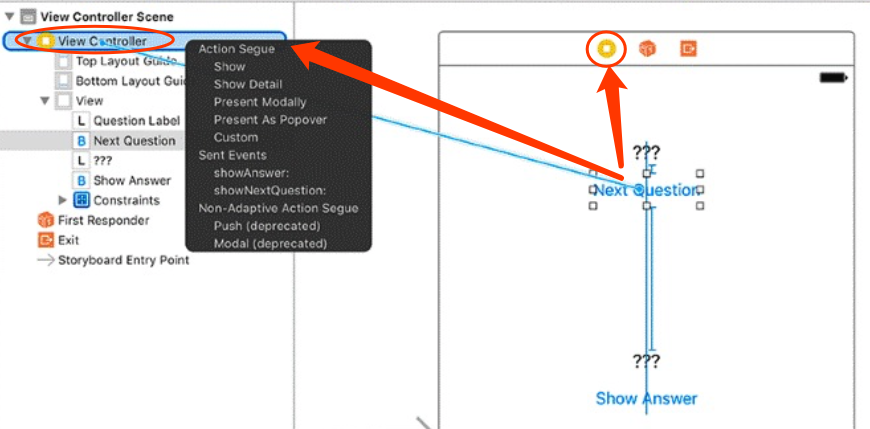 View Controller Scene
View Controller
Top Layout Guide
Bottom Layout Gui
View
L Question Label
B Next Question
L ???
B Show Answer
Constraints
First Responder
Exit
Storyboard Entry Point
Action Segue
Show
Show Detail
Present Modally
Present As Popover
Custom
Sent Events
showAnswer:
showNextQuestion:
Non-Adaptive Action Segue
Push (deprecated)
Modal (deprecated)
???
Next Question
???
Show Answer